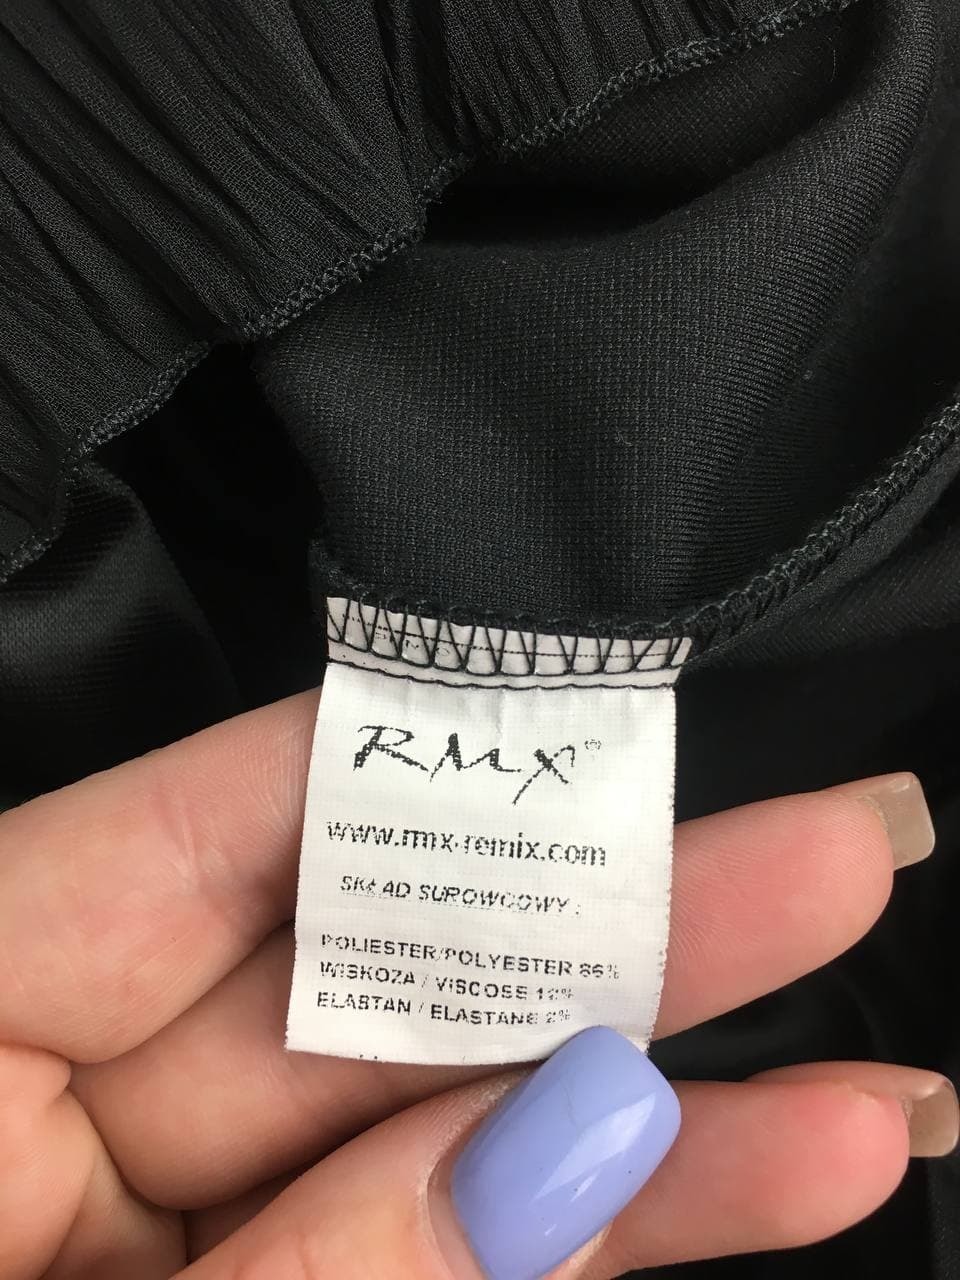 RMX®
www.rmx-remix.com
SKŁAD SUROWCOWY :
POLIESTER/POLYESTER 86%
WISKOZA / VISCOSE 12%
ELASTAN / ELASTANE 2%